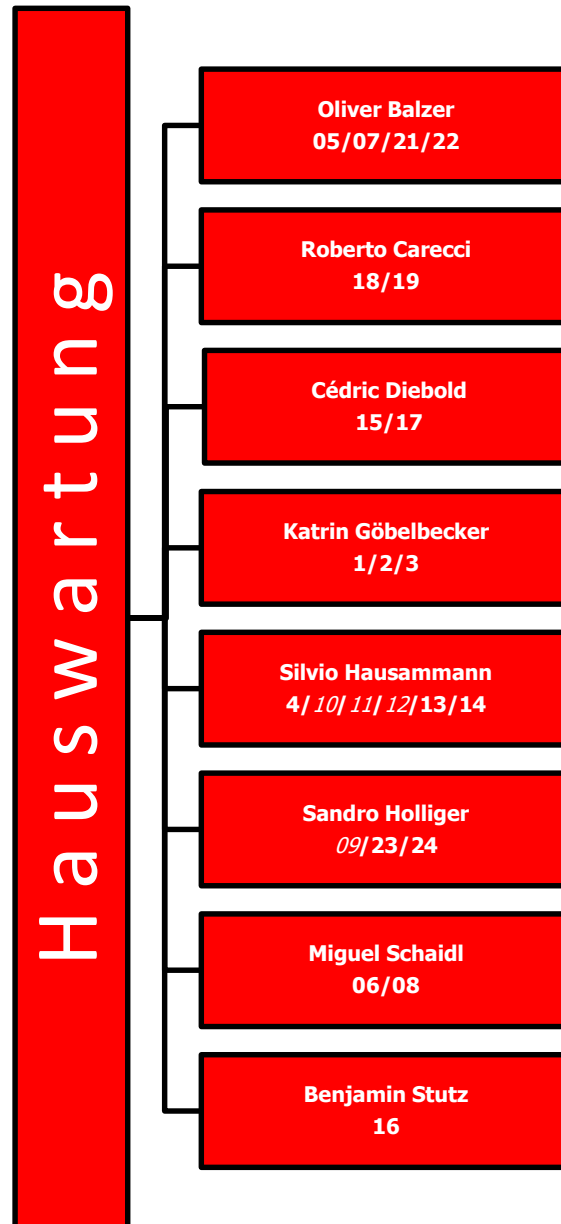 Hauswartung
Oliver Balzer
05/07/21/22
Roberto Carecci
18/19
Cédric Diebold
15/17
Katrin Göbelbecker
1/2/3
Silvio Hausammann
4/10/11/12/13/14
Sandro Holliger
09/23/24
Miguel Schaidl
06/08
Benjamin Stutz
16